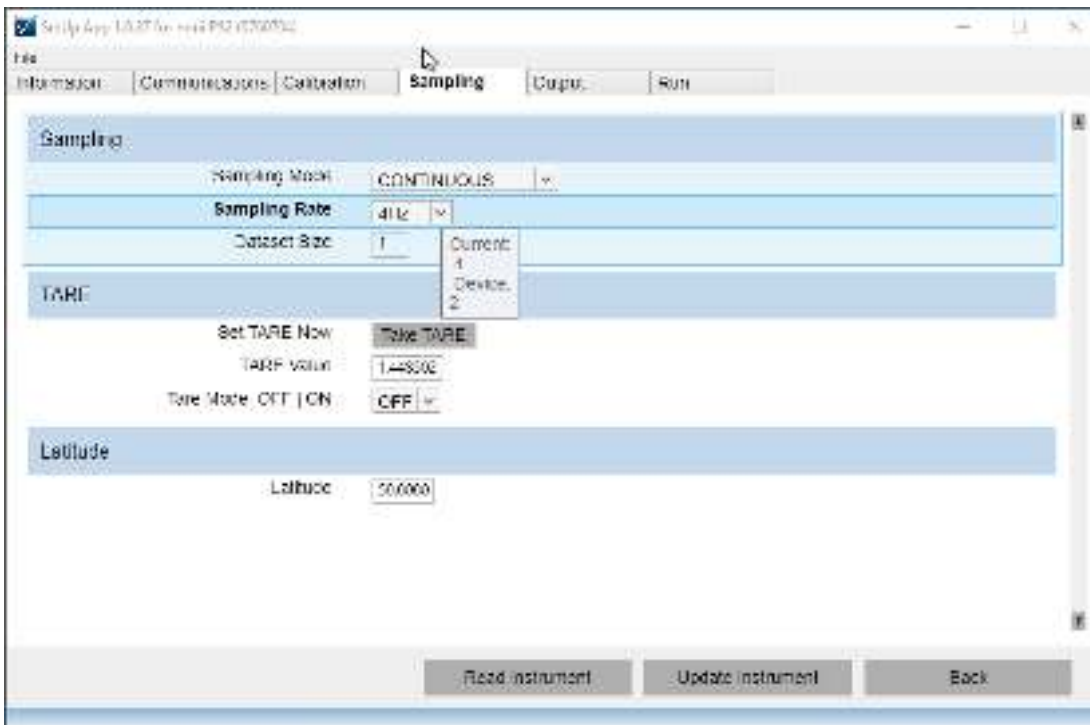 File
Information Communications Calibration Sampling Output Run
Sampling
Sampling Mode CONTINUOUS
Sampling Rate 4Hz
Dataset Size 1
Current:
4
Device:
2
TARE
Set TARE Now Take TARE
TARE Value
Tare Mode OFF | ON OFF
Latitude
Latitude
Read Instrument Update Instrument Back